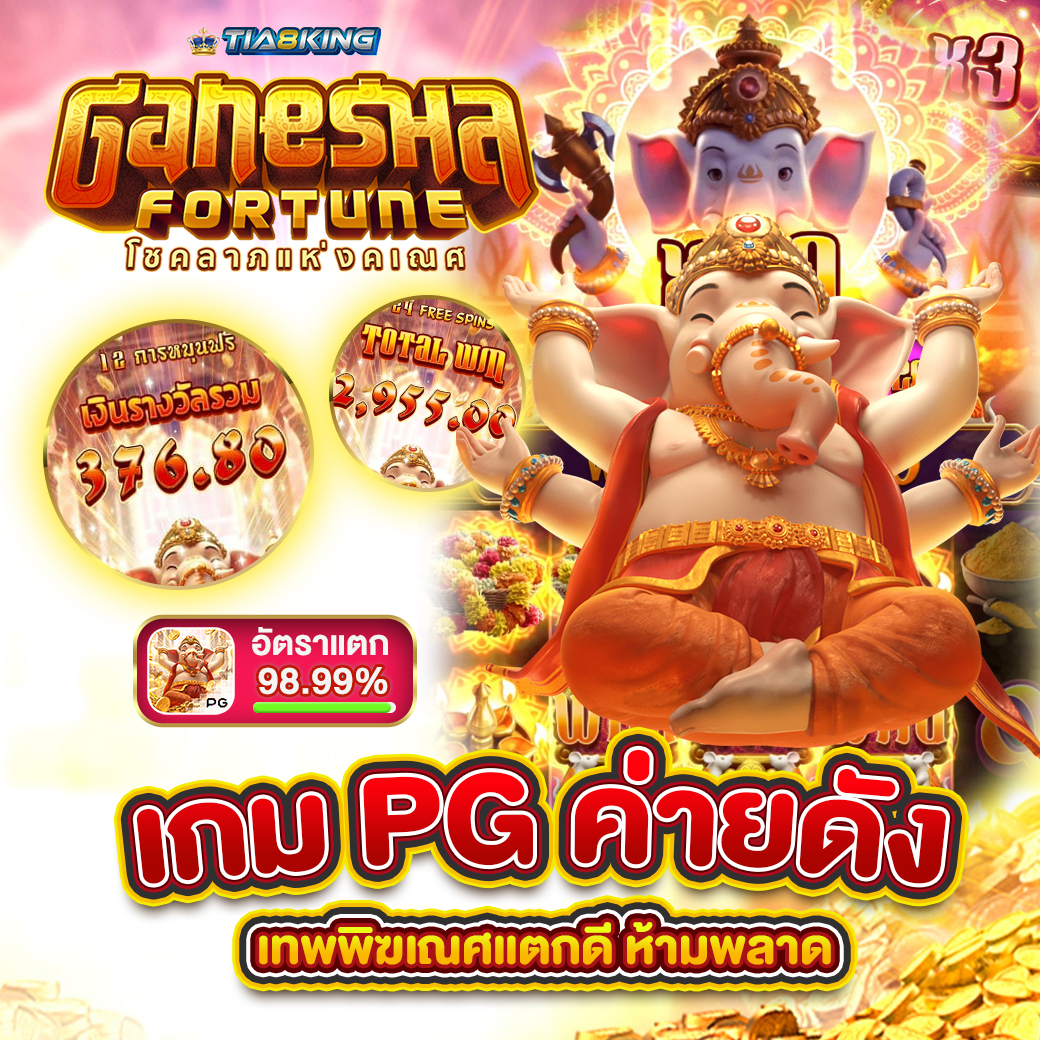 TIA8KING
Ganesha
FORTUNE
โชคลาภแห่งคเณศ
x3
12 การหมุนฟรี
เงินรางวัลรวม
376.80
24 FREE SPINS
TOTAL WIN
2,955.00
อัตราแตก
98.99%
PG
เกม PG ค่ายดัง
เทพพิฆเณศแตกดี ห้ามพลาด